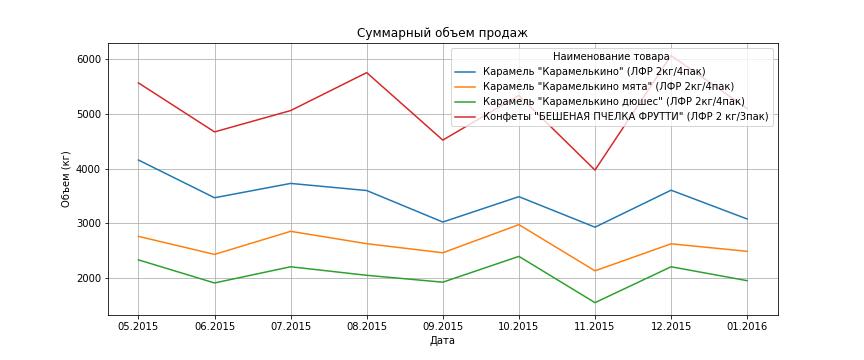 Суммарный объем продаж
6000
5000
4000
3000
2000
Объем (кг)
Наименование товара
Карамель "Карамелькино" (ЛФР 2кг/4пак)
Карамель "Карамелькино мята" (ЛФР 2кг/4пак)
Карамель "Карамелькино дюшес" (ЛФР 2кг/4пак)
Конфеты "БЕШЕНАЯ ПЧЕЛКА ФРУТТИ" (ЛФР 2 кг/3пак)
05.2015 06.2015 07.2015 08.2015 09.2015 10.2015 11.2015 12.2015 01.2016
Дата